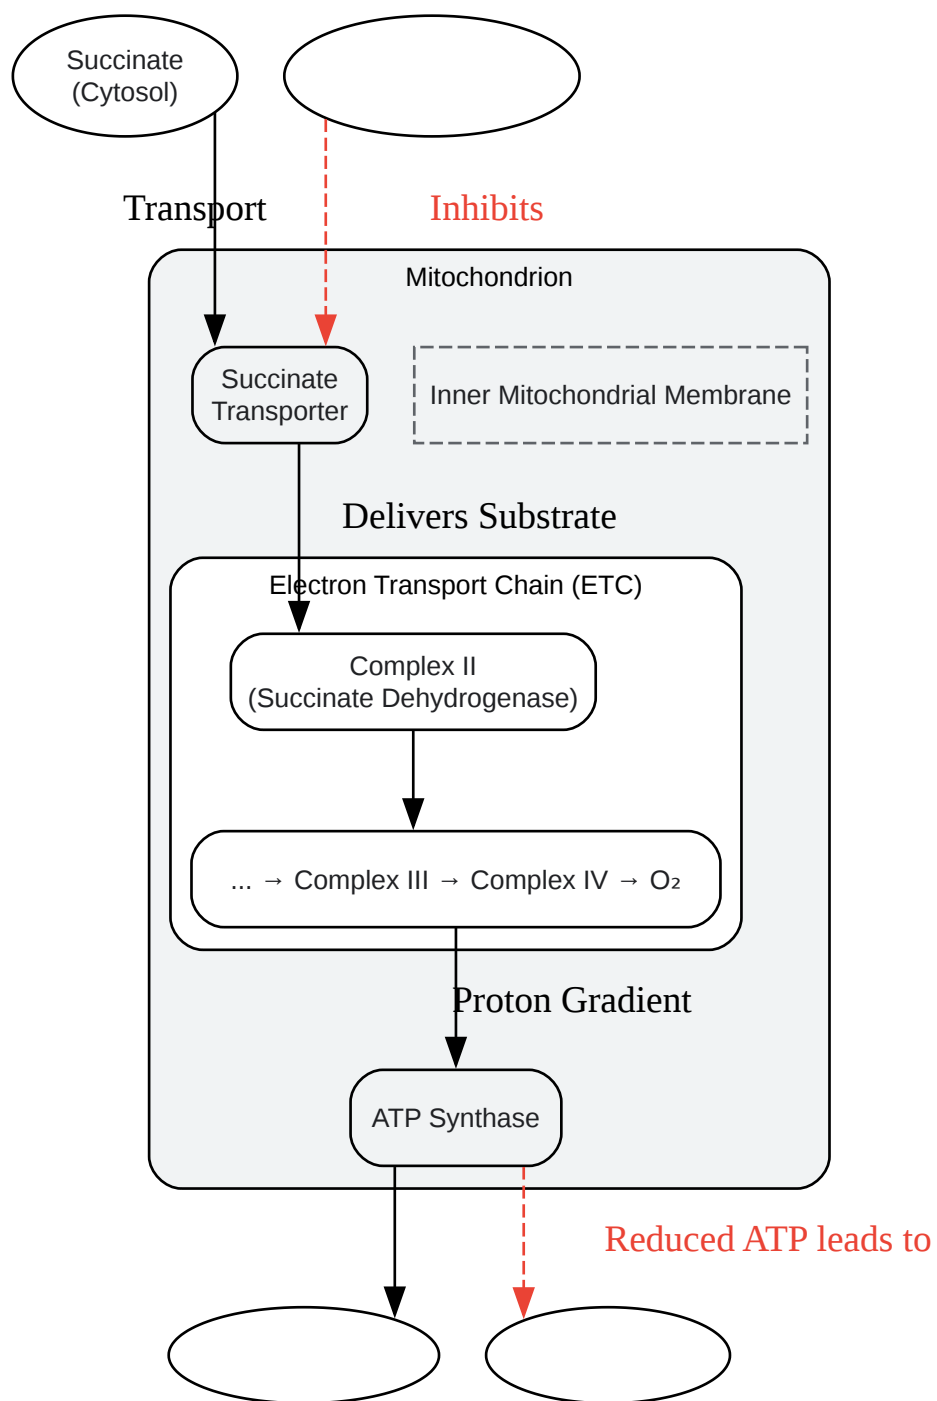 Succinate
(Cytosol)
Transport
Inhibits
Mitochondrion
Succinate
Transporter
Inner Mitochondrial Membrane
Delivers Substrate
Electron Transport Chain (ETC)
Complex II
(Succinate Dehydrogenase)
... → Complex III → Complex IV → O₂
Proton Gradient
ATP Synthase
Reduced ATP leads to